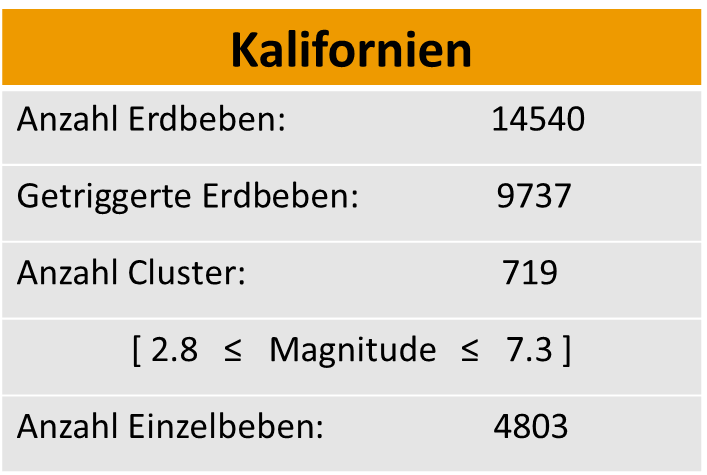 Kalifornien
Anzahl Erdbeben: 14540
Getriggerte Erdbeben: 9737
Anzahl Cluster: 719
[ 2.8 ≤ Magnitude ≤ 7.3 ]
Anzahl Einzelbeben: 4803